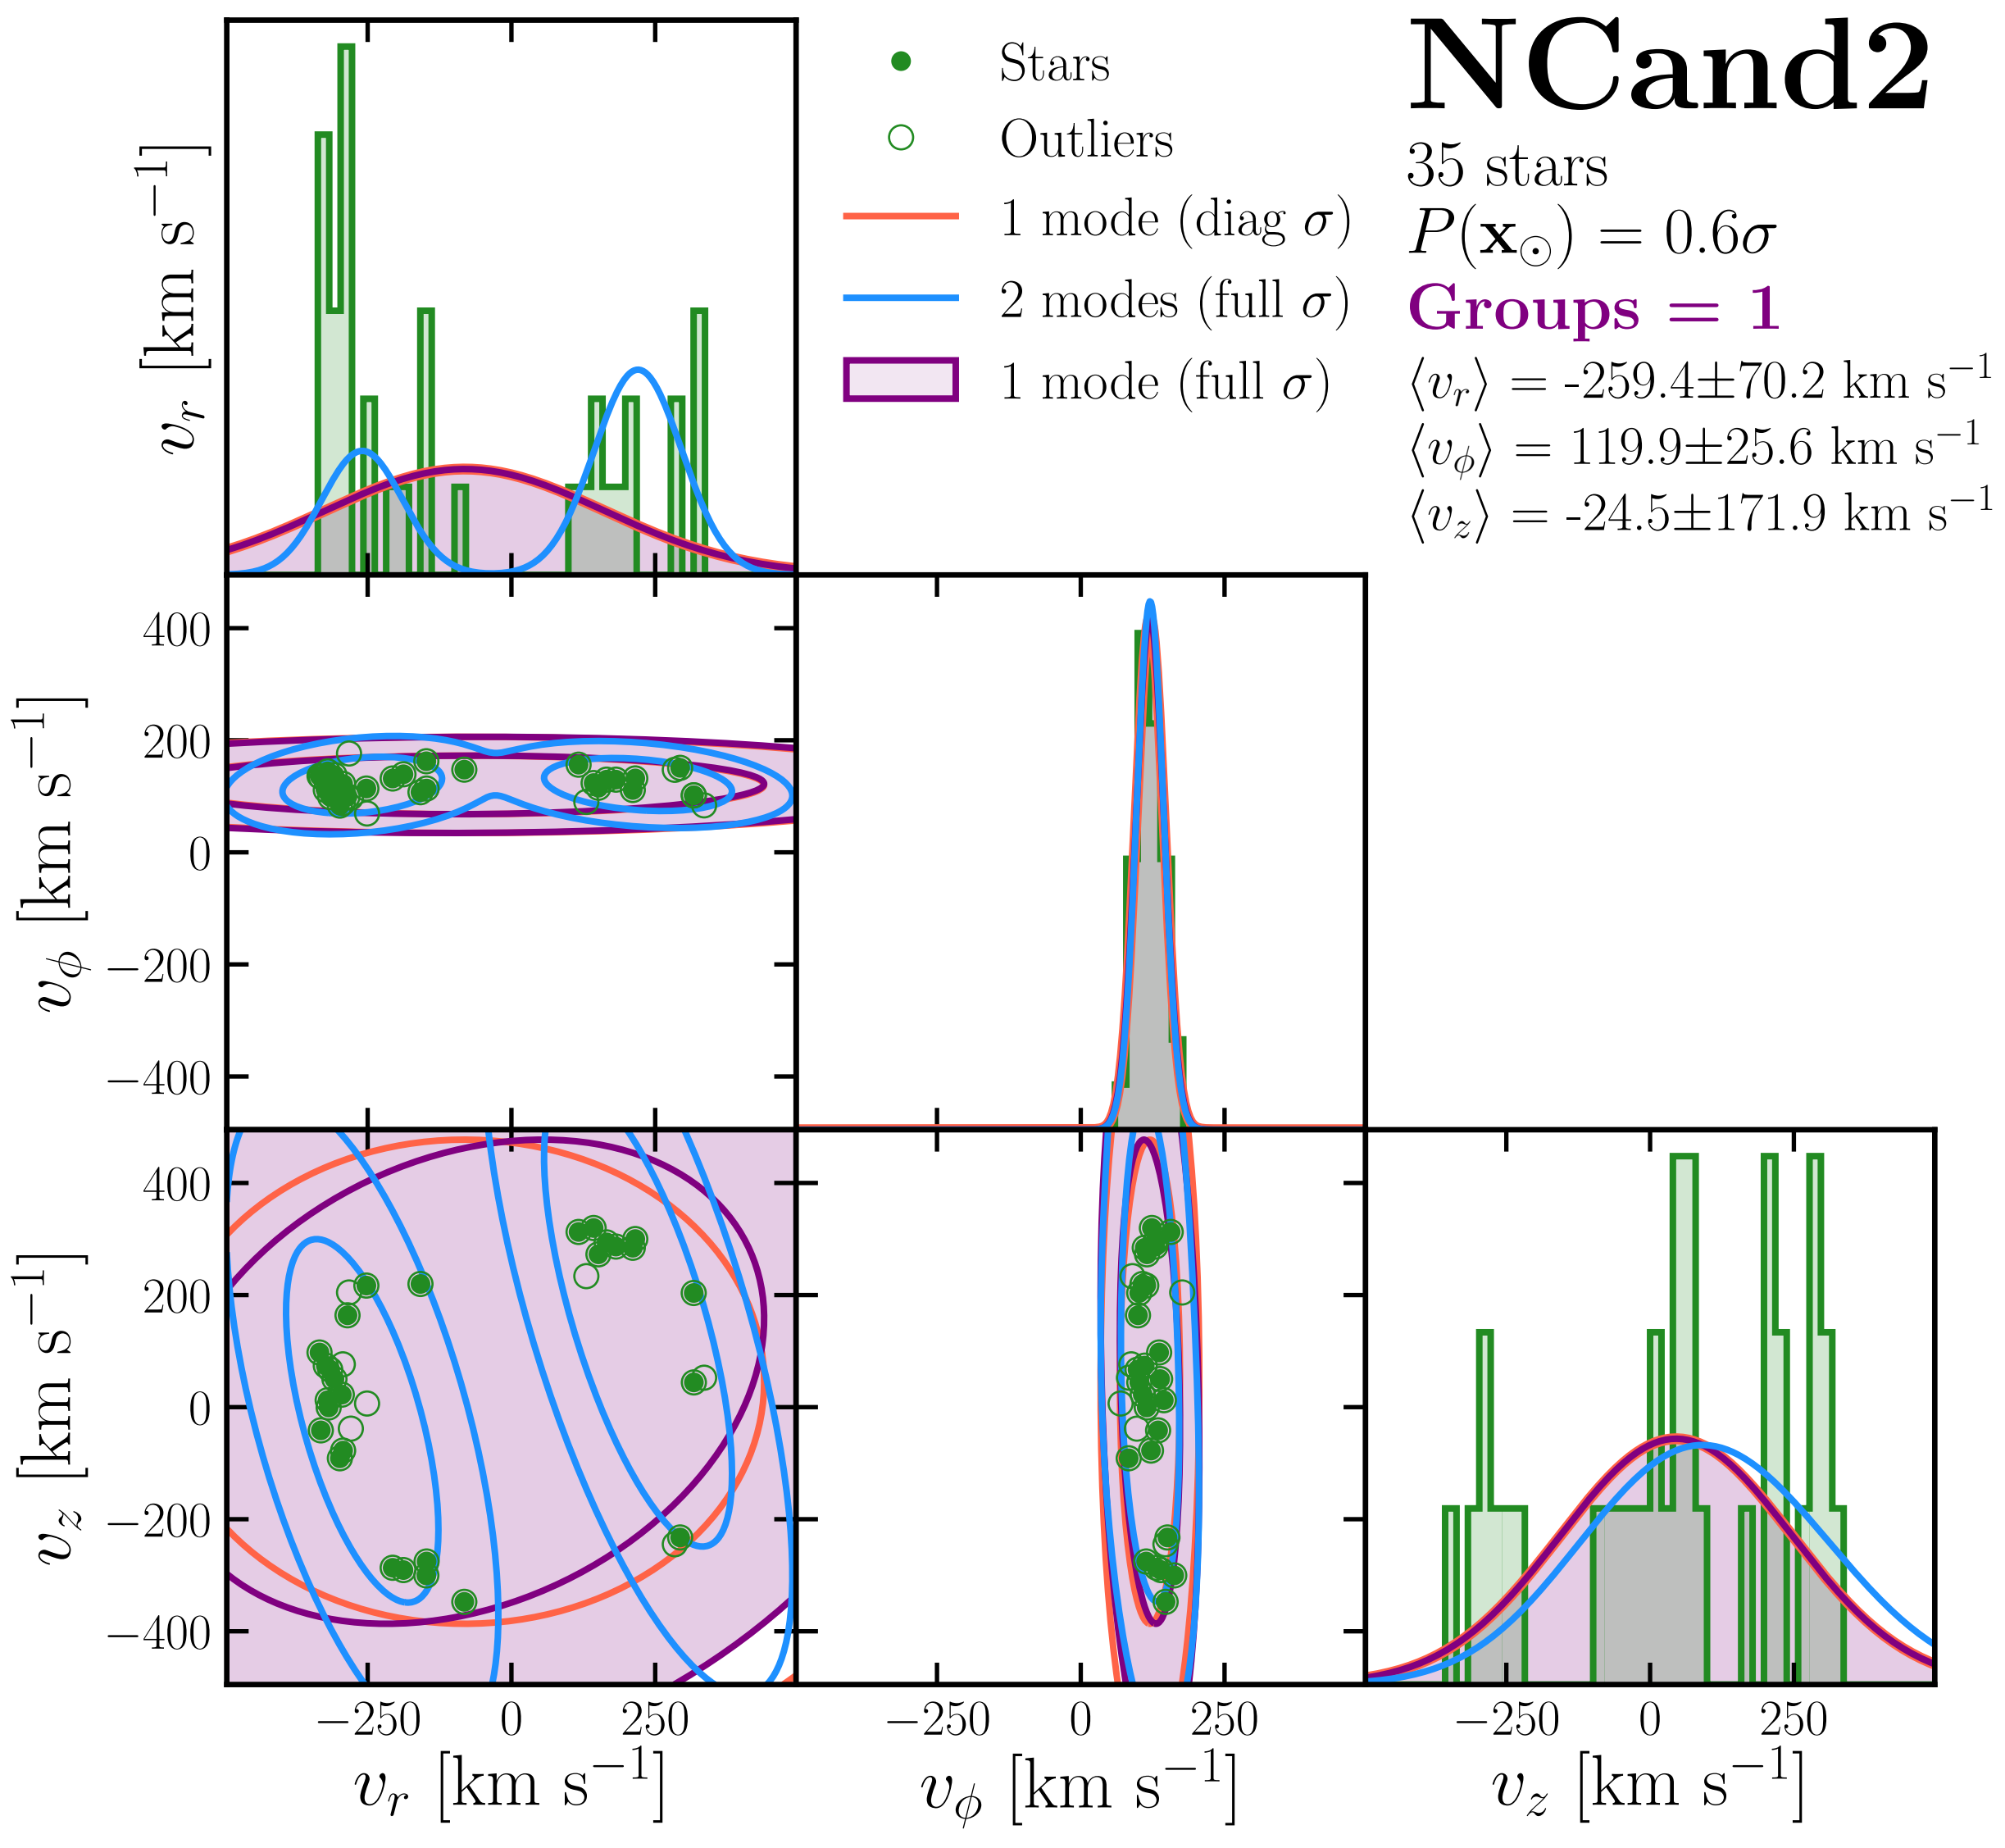 NCand2
35 stars
P(x⊙) = 0.6σ
Groups = 1
⟨v_r⟩ = -259.4±70.2 km s⁻¹
⟨v_ϕ⟩ = 119.9±25.6 km s⁻¹
⟨v_z⟩ = -24.5±171.9 km s⁻¹
Stars
Outliers
1 mode (diag σ)
2 modes (full σ)
1 mode (full σ)
v_r [km s⁻¹]
v_ϕ [km s⁻¹]
400
200
0
−200
−400
v_z [km s⁻¹]
400
200
0
−200
−400
−250 0 250
−250 0 250
−250 0 250
v_r [km s⁻¹]
v_ϕ [km s⁻¹]
v_z [km s⁻¹]